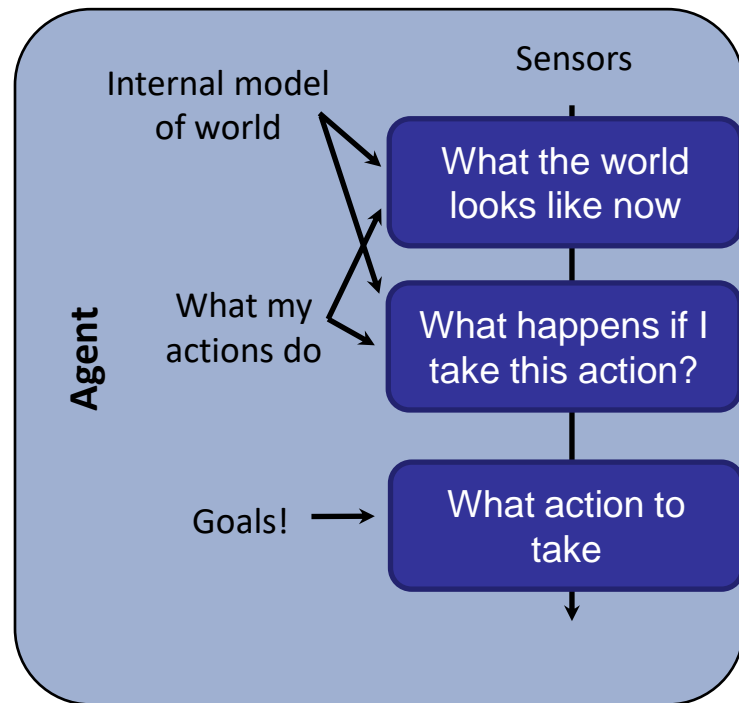 Sensors
Internal model
of world
What the world
looks like now
What my
actions do
What happens if I
take this action?
Agent
Goals!
What action to
take